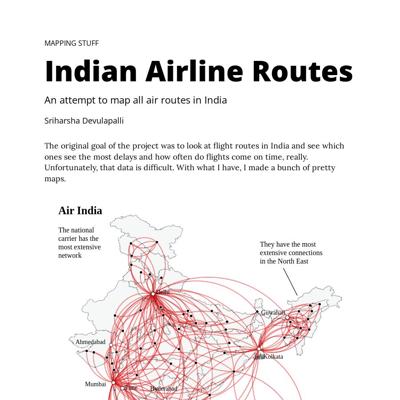 MAPPING STUFF
Indian Airline Routes
An attempt to map all air routes in India
Sriharsha Devulapalli
The original goal of the project was to look at flight routes in India and see which
ones see the most delays and how often do flights come on time, really.
Unfortunately, that data is difficult. With what I have, I made a bunch of pretty
maps.
Air India
The national
carrier has the
most extensive
network
They have the most
extensive connections
in the North East
Delhi
Guwahati
Ahmedabad
Kolkata
Mumbai
Pune
Hyderabad